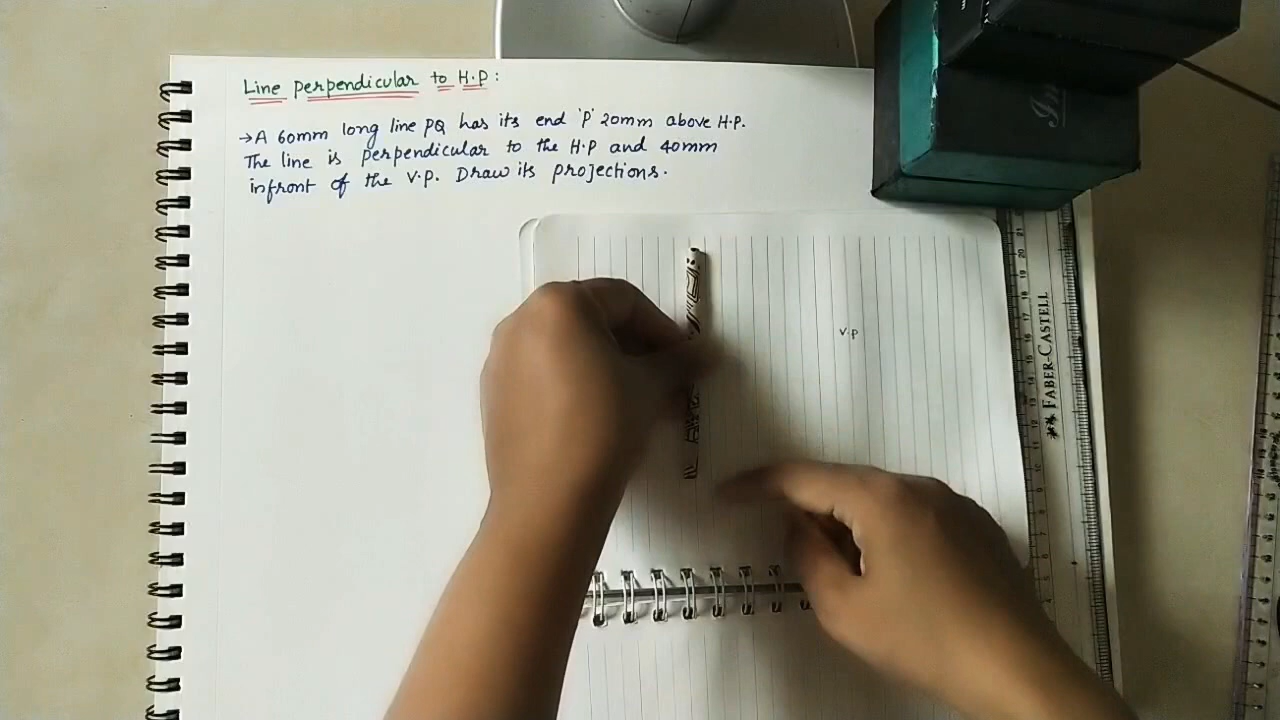 Line perpendicular to H.P:
→ A 60mm long line PQ has its end 'P' 20mm above H.P.
The line is perpendicular to the H.P and 40mm
infront of the V.P. Draw its projections.
V.P
FABER-CASTELL